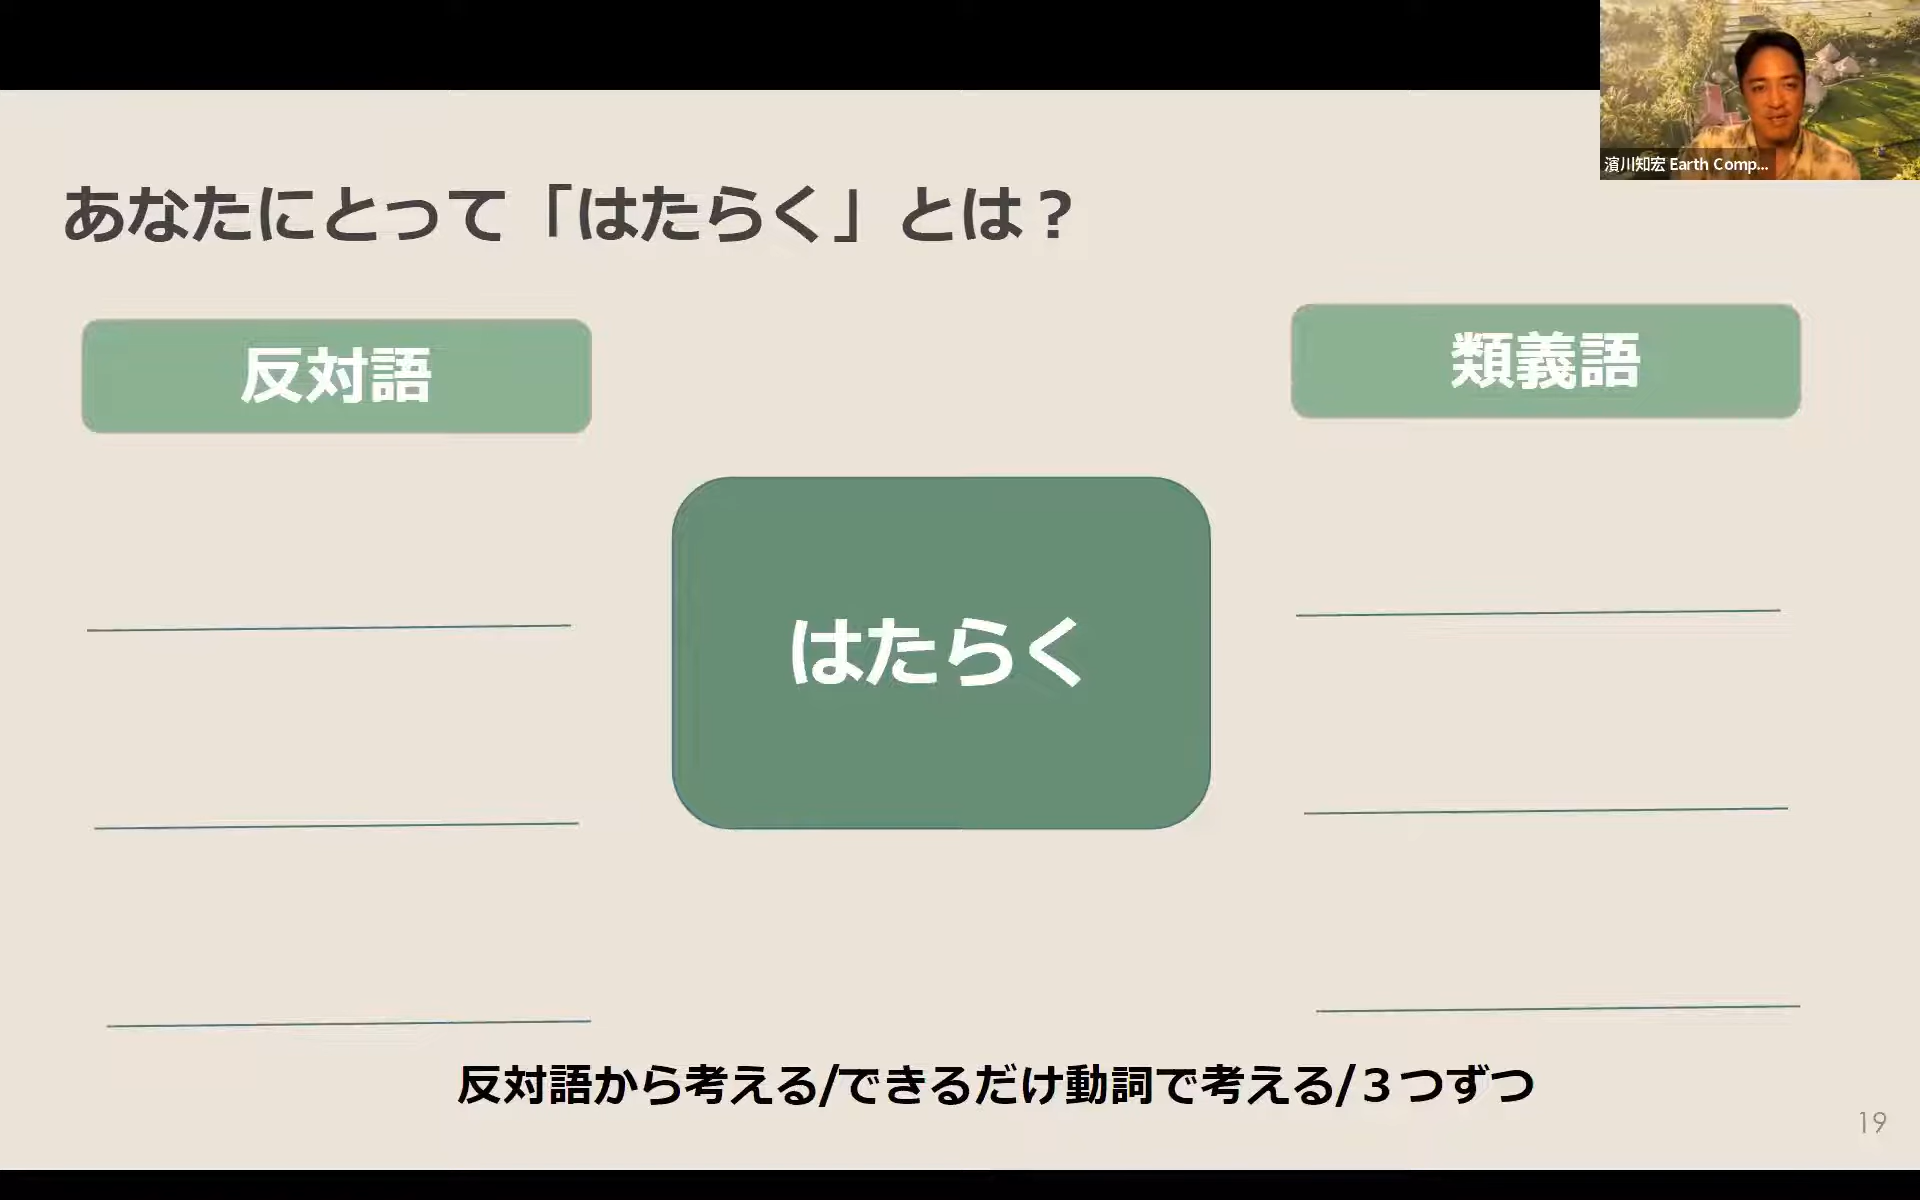 濱川知宏 Earth Comp...
あなたにとって「はたらく」とは？
反対語
類義語
はたらく
反対語から考える/できるだけ動詞で考える/３つずつ
19